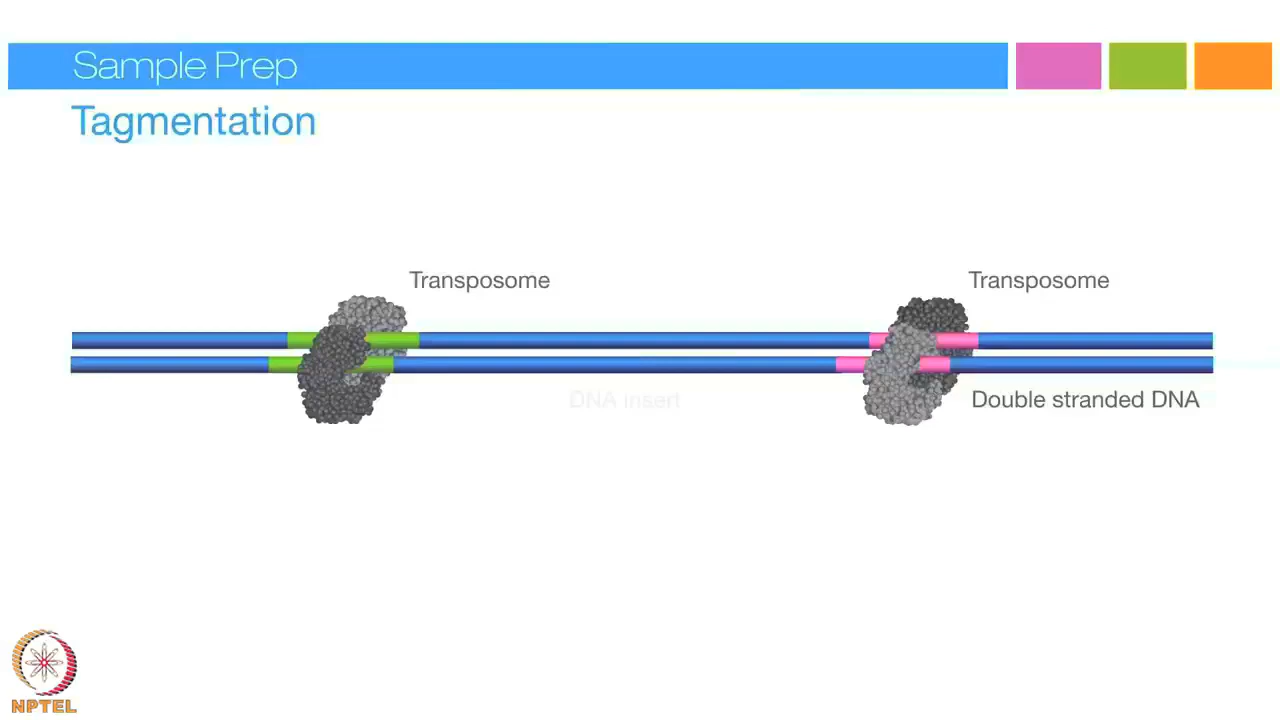 Sample Prep
Tagmentation
Transposome
Transposome
DNA insert
Double stranded DNA
NPTEL